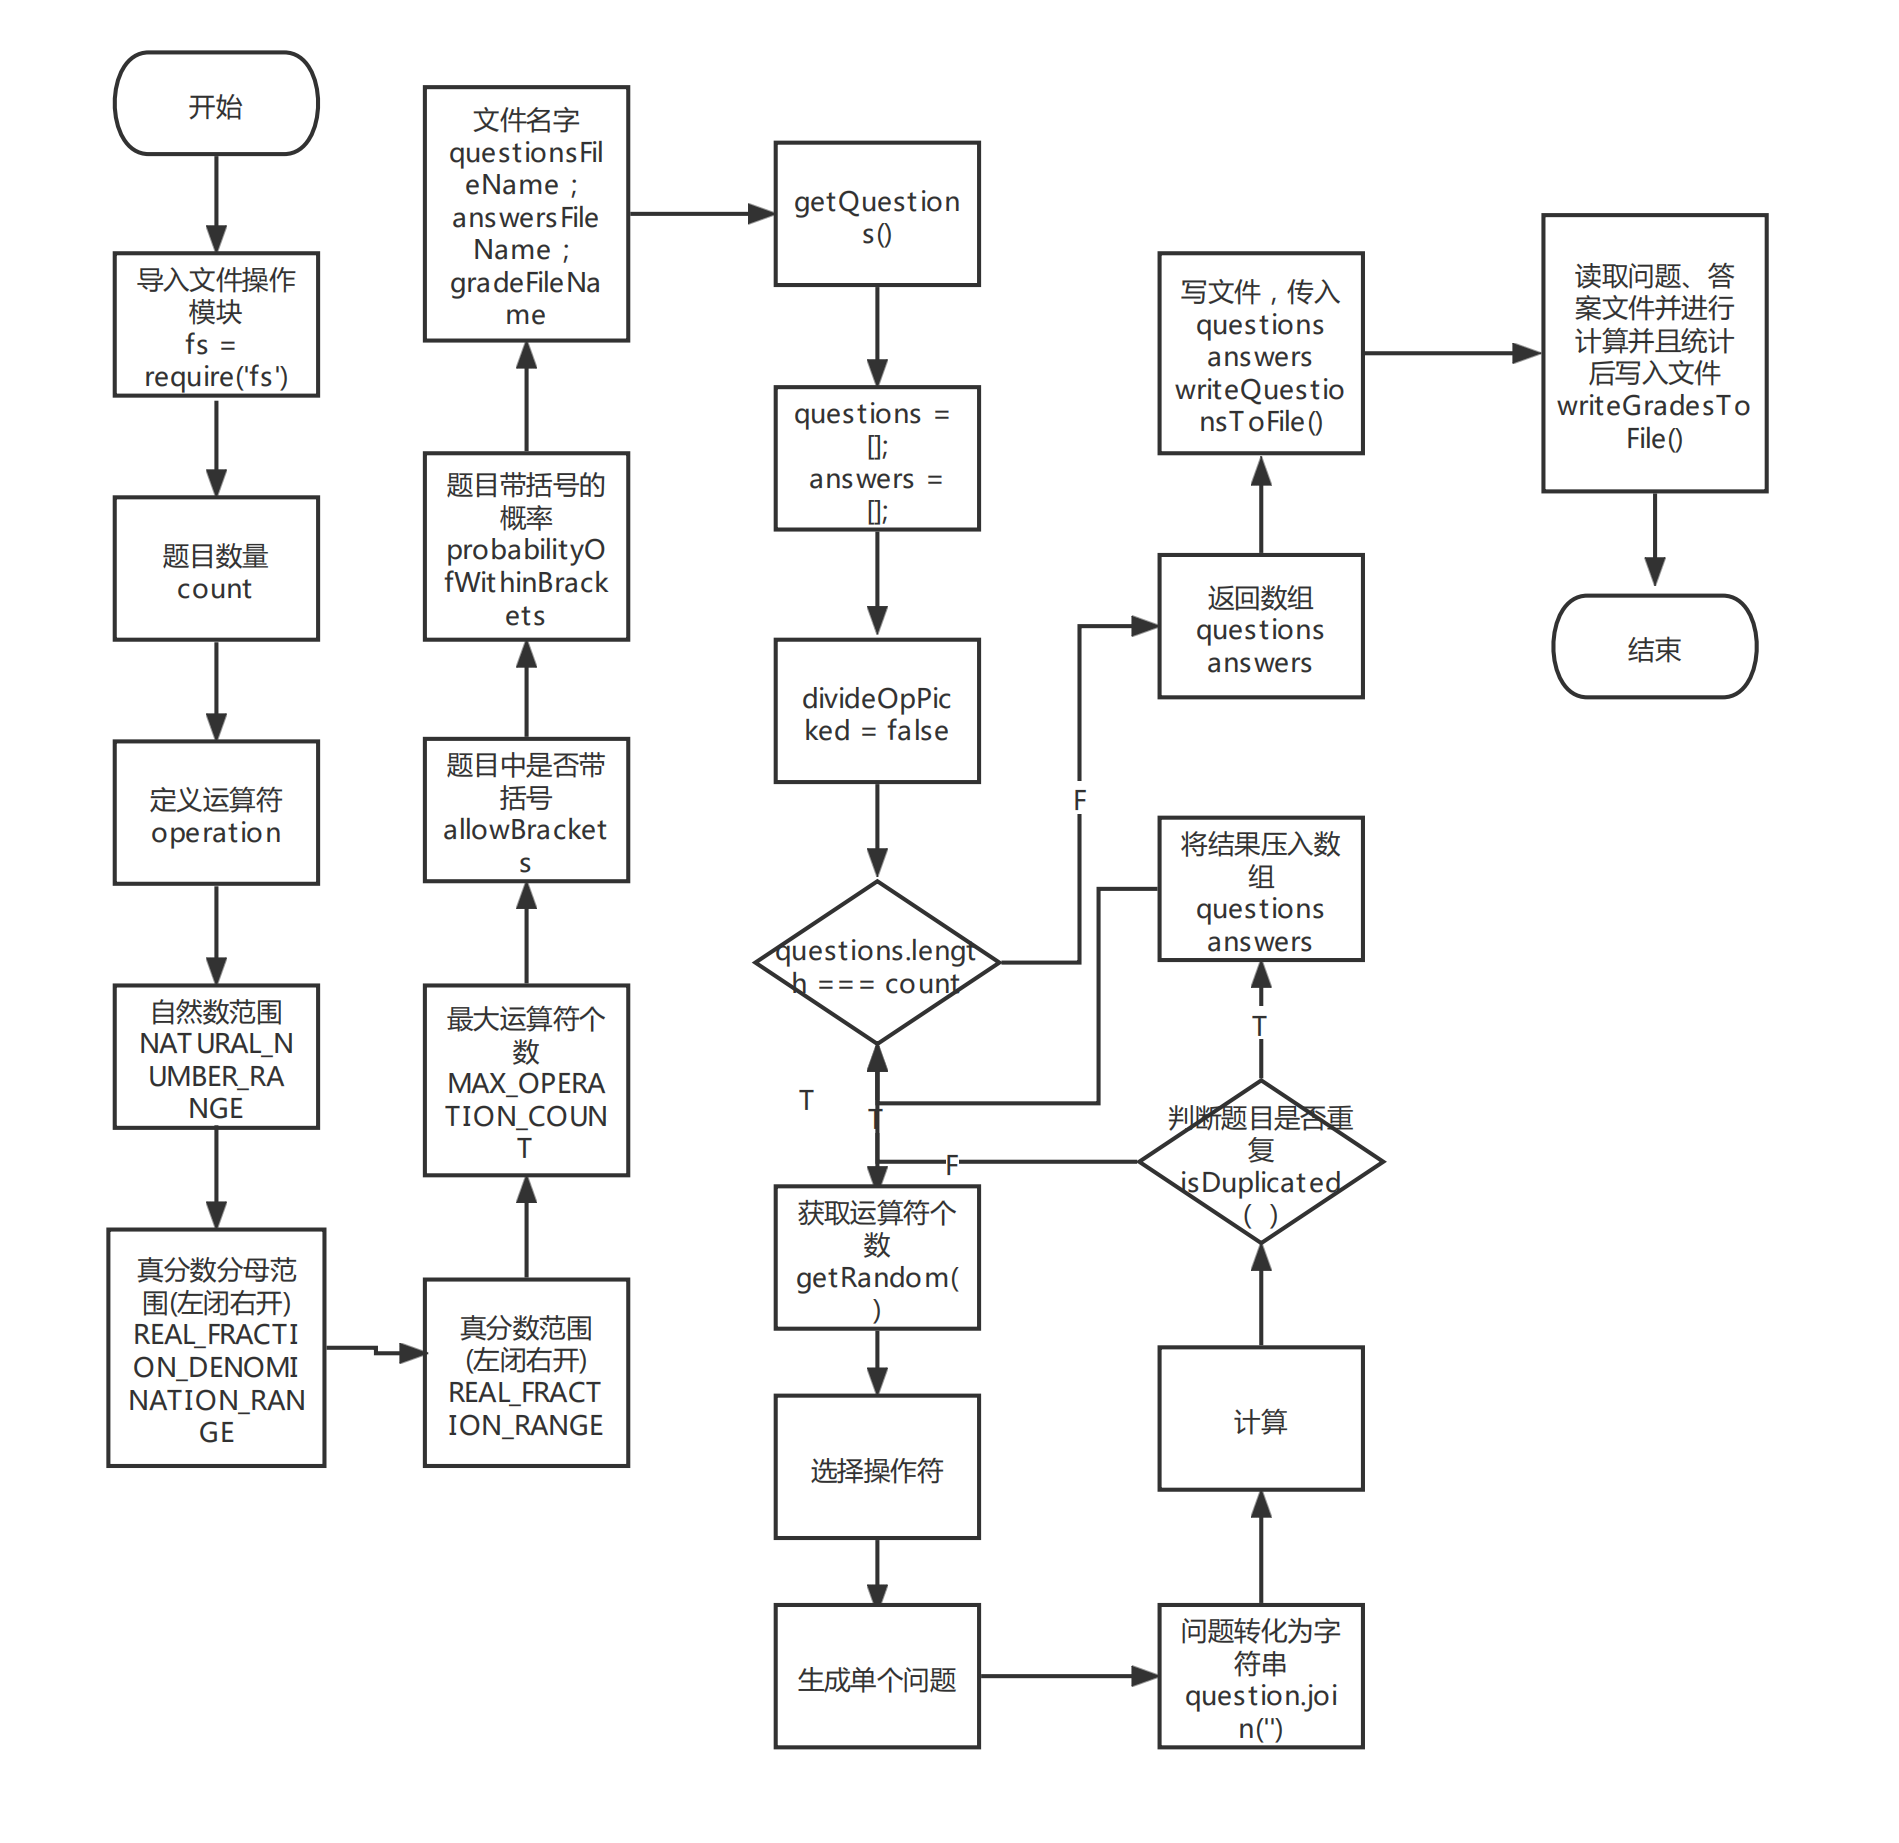 开始
导入文件操作
模块
fs =
require('fs')
题目数量
count
定义运算符
operation
自然数范围
NATURAL_N
UMBER_RA
NGE
真分数分母范
围(左闭右开)
REAL_FRACTI
ON_DENOMI
NATION_RAN
GE
真分数范围
(左闭右开)
REAL_FRACT
ION_RANGE
最大运算符个
数
MAX_OPERA
TION_COUN
T
题目中是否带
括号
allowBracket
s
题目带括号的
概率
probabilityO
fWithinBrack
ets
文件名字
questionsFil
eName；
answersFile
Name；
gradeFileNa
me
getQuestion
s()
questions =
[];
answers =
[];
divideOpPic
ked = false
questions.lengt
h === count
T
T
F
获取运算符个
数
getRandom(
)
选择操作符
生成单个问题
问题转化为字
符串
question.joi
n('')
计算
判断题目是否重
复
isDuplicated
( )
F
T
将结果压入数
组
questions
answers
返回数组
questions
answers
写文件，传入
questions
answers
writeQuestio
nsToFile()
读取问题、答
案文件并进行
计算并且统计
后写入文件
writeGradesTo
File()
结束